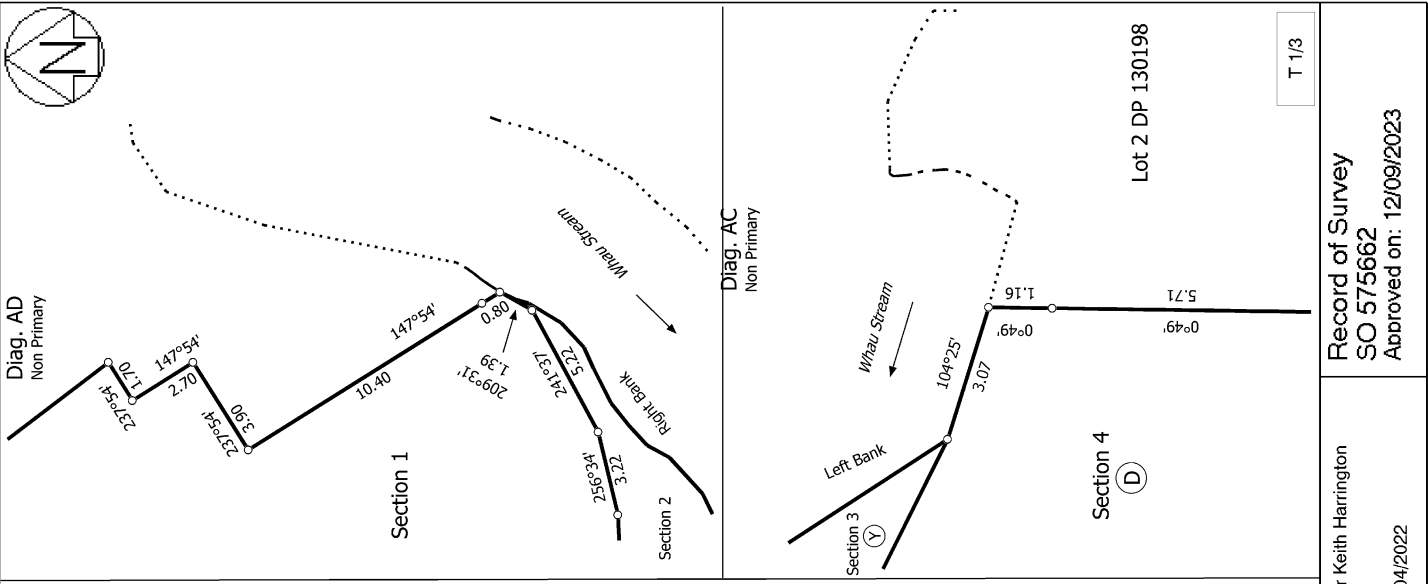 N
Diag. AD
Non Primary
237°54'
1.70
147°54'
2.70
237°54'
3.90
147°54'
10.40
0.80
209°31'
1.39
241°37'
5.22
256°34'
3.22
Whau Stream
Right Bank
Section 1
Section 2
Diag. AC
Non Primary
Whau Stream
Left Bank
104°25'
3.07
1.16
0°49'
5.71
0°49'
Section 3
Y
Section 4
D
Lot 2 DP 130198
T 1/3
Record of Survey
SO 575662
Approved on: 12/09/2023
r Keith Harrington
04/2022